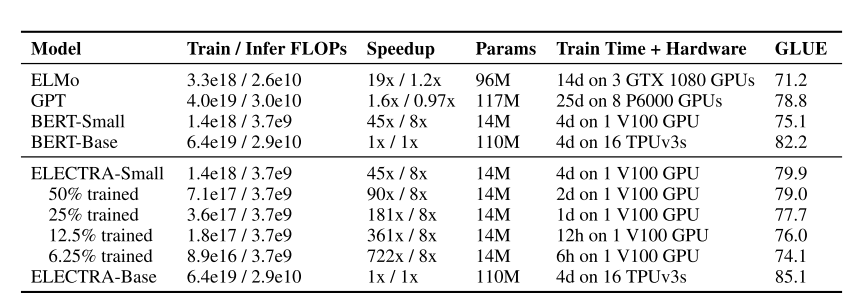 Model Train / Infer FLOPs Speedup Params Train Time + Hardware GLUE
ELMo 3.3e18 / 2.6e10 19x / 1.2x 96M 14d on 3 GTX 1080 GPUs 71.2
GPT 4.0e19 / 3.0e10 1.6x / 0.97x 117M 25d on 8 P6000 GPUs 78.8
BERT-Small 1.4e18 / 3.7e9 45x / 8x 14M 4d on 1 V100 GPU 75.1
BERT-Base 6.4e19 / 2.9e10 1x / 1x 110M 4d on 16 TPUv3s 82.2
ELECTRA-Small 1.4e18 / 3.7e9 45x / 8x 14M 4d on 1 V100 GPU 79.9
50% trained 7.1e17 / 3.7e9 90x / 8x 14M 2d on 1 V100 GPU 79.0
25% trained 3.6e17 / 3.7e9 181x / 8x 14M 1d on 1 V100 GPU 77.7
12.5% trained 1.8e17 / 3.7e9 361x / 8x 14M 12h on 1 V100 GPU 76.0
6.25% trained 8.9e16 / 3.7e9 722x / 8x 14M 6h on 1 V100 GPU 74.1
ELECTRA-Base 6.4e19 / 2.9e10 1x / 1x 110M 4d on 16 TPUv3s 85.1